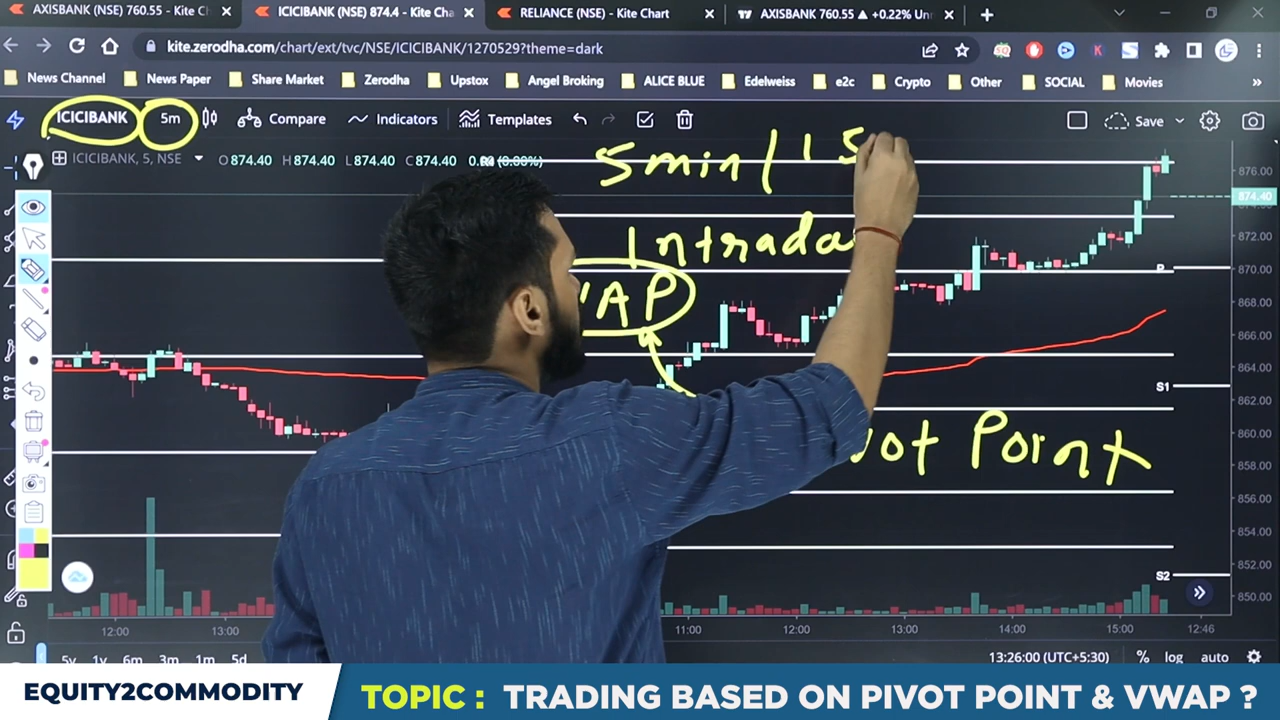 AXISBANK (NSE) 760.55 - Kite C
ICICIBANK (NSE) 874.4 - Kite Cha
RELIANCE (NSE) - Kite Chart
AXISBANK 760.55 ▲ +0.22% Un
kite.zerodha.com/chart/ext/tvc/NSE/ICICIBANK/1270529?theme=dark
News Channel News Paper Share Market Zerodha Upstox Angel Broking ALICE BLUE Edelweiss e2c Crypto Other SOCIAL Movies »
ICICIBANK 5m Compare Indicators Templates Save
ICICIBANK, 5, NSE O874.40 H874.40 L874.40 C874.40 (0.00%)
5min/ 15
Intrada
AP
vot Point
876.00
874.40
872.00
P 870.00
868.00
866.00
864.00
S1 862.00
860.00
858.00
856.00
854.00
852.00
S2
850.00
12:00 13:00 11:00 12:00 13:00 14:00 15:00 12:46
5y 1y 6m 3m 1m 5d 13:26:00 (UTC+5:30) % log auto
EQUITY2COMMODITY
TOPIC : TRADING BASED ON PIVOT POINT & VWAP ?